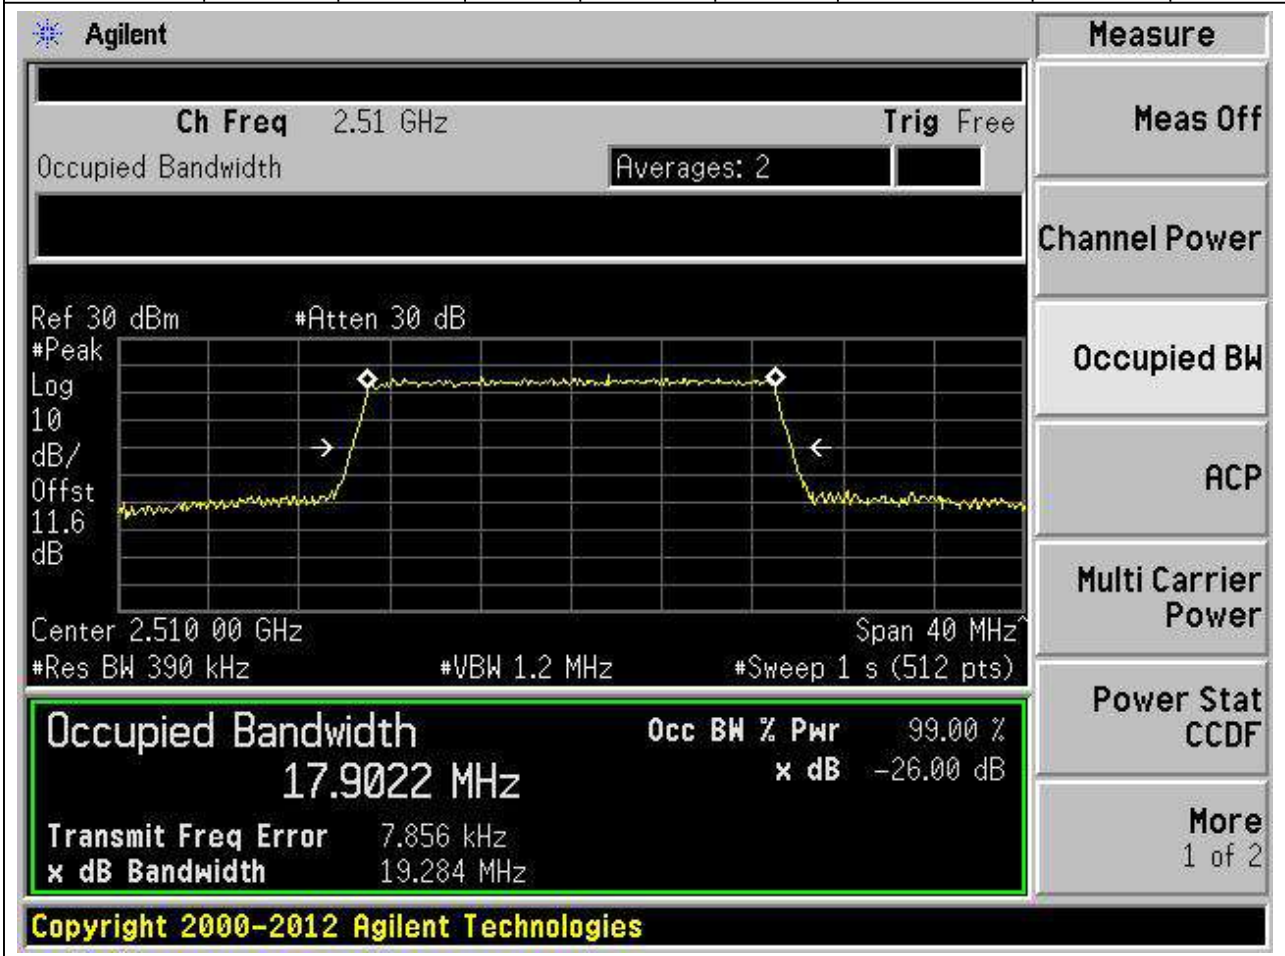 Agilent
Measure
Ch Freq 2.51 GHz Trig Free
Occupied Bandwidth Averages: 2
Meas Off
Channel Power
Occupied BW
ACP
Multi Carrier
Power
Power Stat
CCDF
More
1 of 2
Ref 30 dBm #Atten 30 dB
#Peak
Log
10
dB/
Offst
11.6
dB
Center 2.510 00 GHz Span 40 MHz^
#Res BW 390 kHz #VBW 1.2 MHz #Sweep 1 s (512 pts)
Occupied Bandwidth Occ BW % Pwr 99.00 %
17.9022 MHz x dB -26.00 dB
Transmit Freq Error 7.856 kHz
x dB Bandwidth 19.284 MHz
Copyright 2000-2012 Agilent Technologies